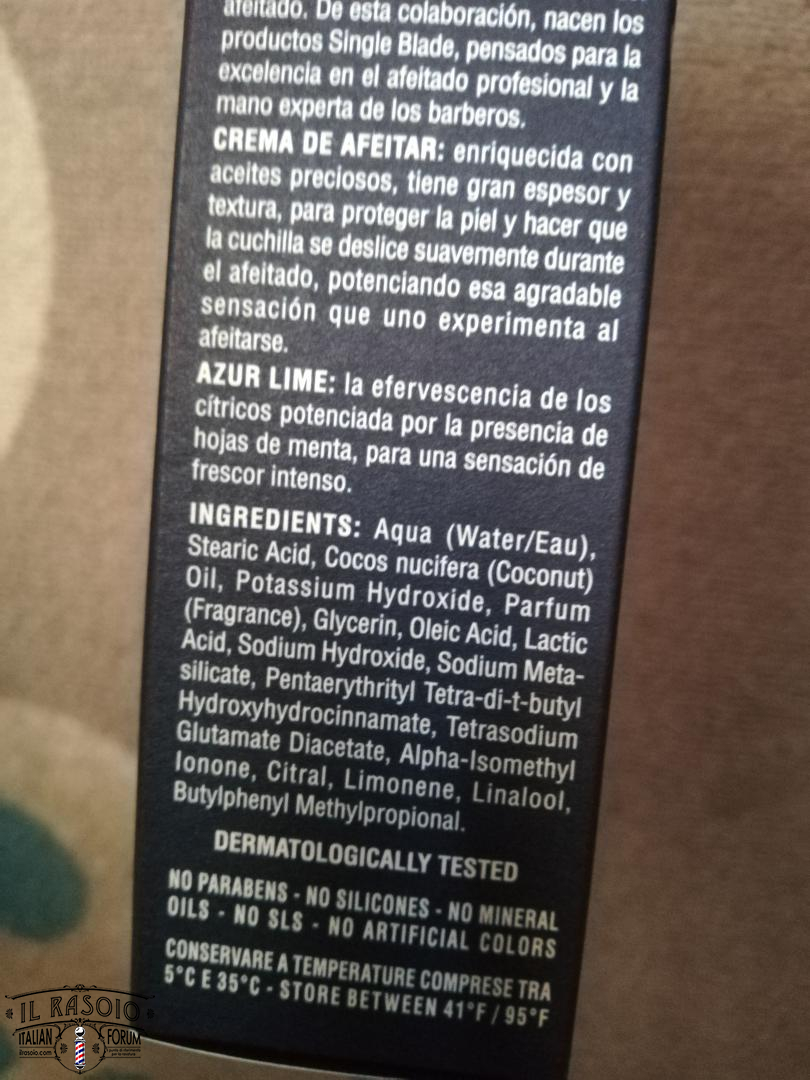 afeitado. De esta colaboración, nacen los
productos Single Blade, pensados para la
excelencia en el afeitado profesional y la
mano experta de los barberos.
CREMA DE AFEITAR: enriquecida con
aceites preciosos, tiene gran espesor y
textura, para proteger la piel y hacer que
la cuchilla se deslice suavemente durante
el afeitado, potenciando esa agradable
sensación que uno experimenta al
afeitarse.
AZUR LIME: la efervescencia de los
cítricos potenciada por la presencia de
hojas de menta, para una sensación de
frescor intenso.
INGREDIENTS: Aqua (Water/Eau),
Stearic Acid, Cocos nucifera (Coconut)
Oil, Potassium Hydroxide, Parfum
(Fragrance), Glycerin, Oleic Acid, Lactic
Acid, Sodium Hydroxide, Sodium Meta-
silicate, Pentaerythrityl Tetra-di-t-butyl
Hydroxyhydrocinnamate, Tetrasodium
Glutamate Diacetate, Alpha-Isomethyl
Ionone, Citral, Limonene, Linalool,
Butylphenyl Methylpropional.
DERMATOLOGICALLY TESTED
NO PARABENS - NO SILICONES - NO MINERAL
OILS - NO SLS - NO ARTIFICIAL COLORS
CONSERVARE A TEMPERATURE COMPRESE TRA
5°C E 35°C - STORE BETWEEN 41°F / 95°F
IL RASOIO
ITALIAN FORUM
ilrasoio.com